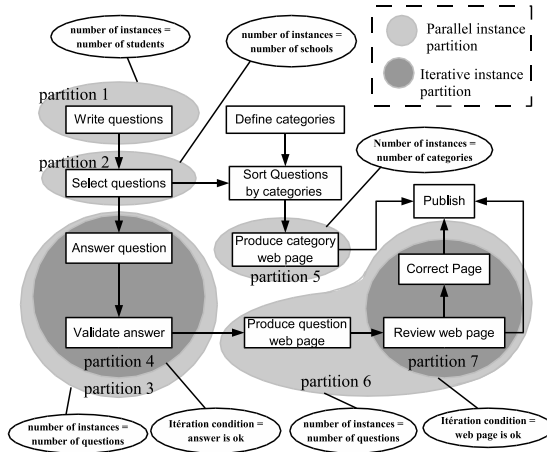 number of instances =
number of students
number of instances =
number of schools
Parallel instance
partition
Iterative instance
partition
partition 1
Write questions
Define categories
partition 2
Select questions
Sort Questions
by categories
Number of instances =
number of categories
Publish
Answer question
Produce category
web page
partition 5
Correct Page
Validate answer
Produce question
web page
Review web page
partition 4
partition 3
partition 7
partition 6
number of instances =
number of questions
Itération condition =
answer is ok
number of instances =
number of questions
Itération condition =
web page is ok